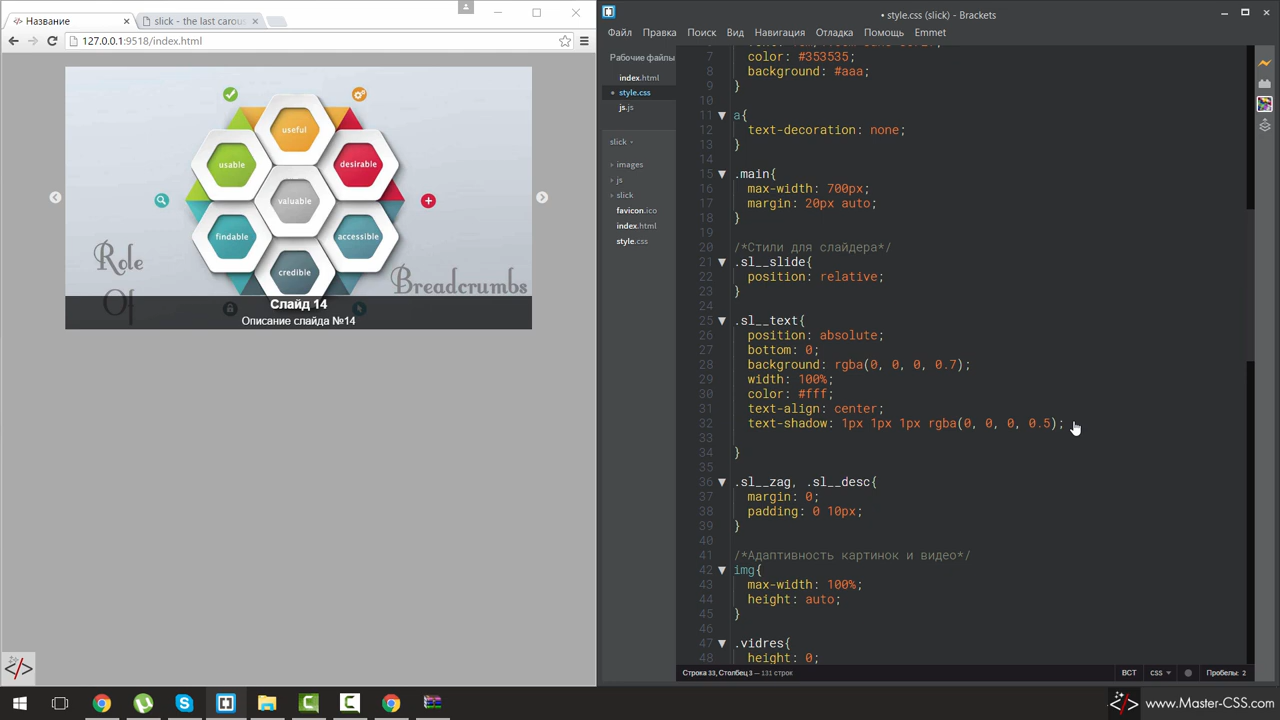 Название
slick - the last carou
127.0.0.1:9518/index.html
useful
usable
desirable
valuable
findable
accessible
credible
Role
Of
Breadcrumbs
Слайд 14
Описание слайда №14
• style.css (slick) - Brackets
Файл Правка Поиск Вид Навигация Отладка Помощь Emmet
Рабочие файлы
index.html
style.css
js.js
slick
images
js
slick
favicon.ico
index.html
style.css
7 color: #353535;
8 background: #aaa;
9 }
10
11 a{
12 text-decoration: none;
13 }
14
15 .main{
16 max-width: 700px;
17 margin: 20px auto;
18 }
19
20 /*Стили для слайдера*/
21 .sl__slide{
22 position: relative;
23 }
24
25 .sl__text{
26 position: absolute;
27 bottom: 0;
28 background: rgba(0, 0, 0, 0.7);
29 width: 100%;
30 color: #fff;
31 text-align: center;
32 text-shadow: 1px 1px 1px rgba(0, 0, 0, 0.5);
33
34 }
35
36 .sl__zag, .sl__desc{
37 margin: 0;
38 padding: 0 10px;
39 }
40
41 /*Адаптивность картинок и видео*/
42 img{
43 max-width: 100%;
44 height: auto;
45 }
46
47 .vidres{
48 height: 0;
Строка 33, Столбец 3 — 131 строк
ВСТ CSS Пробелы: 2
www.Master-CSS.com